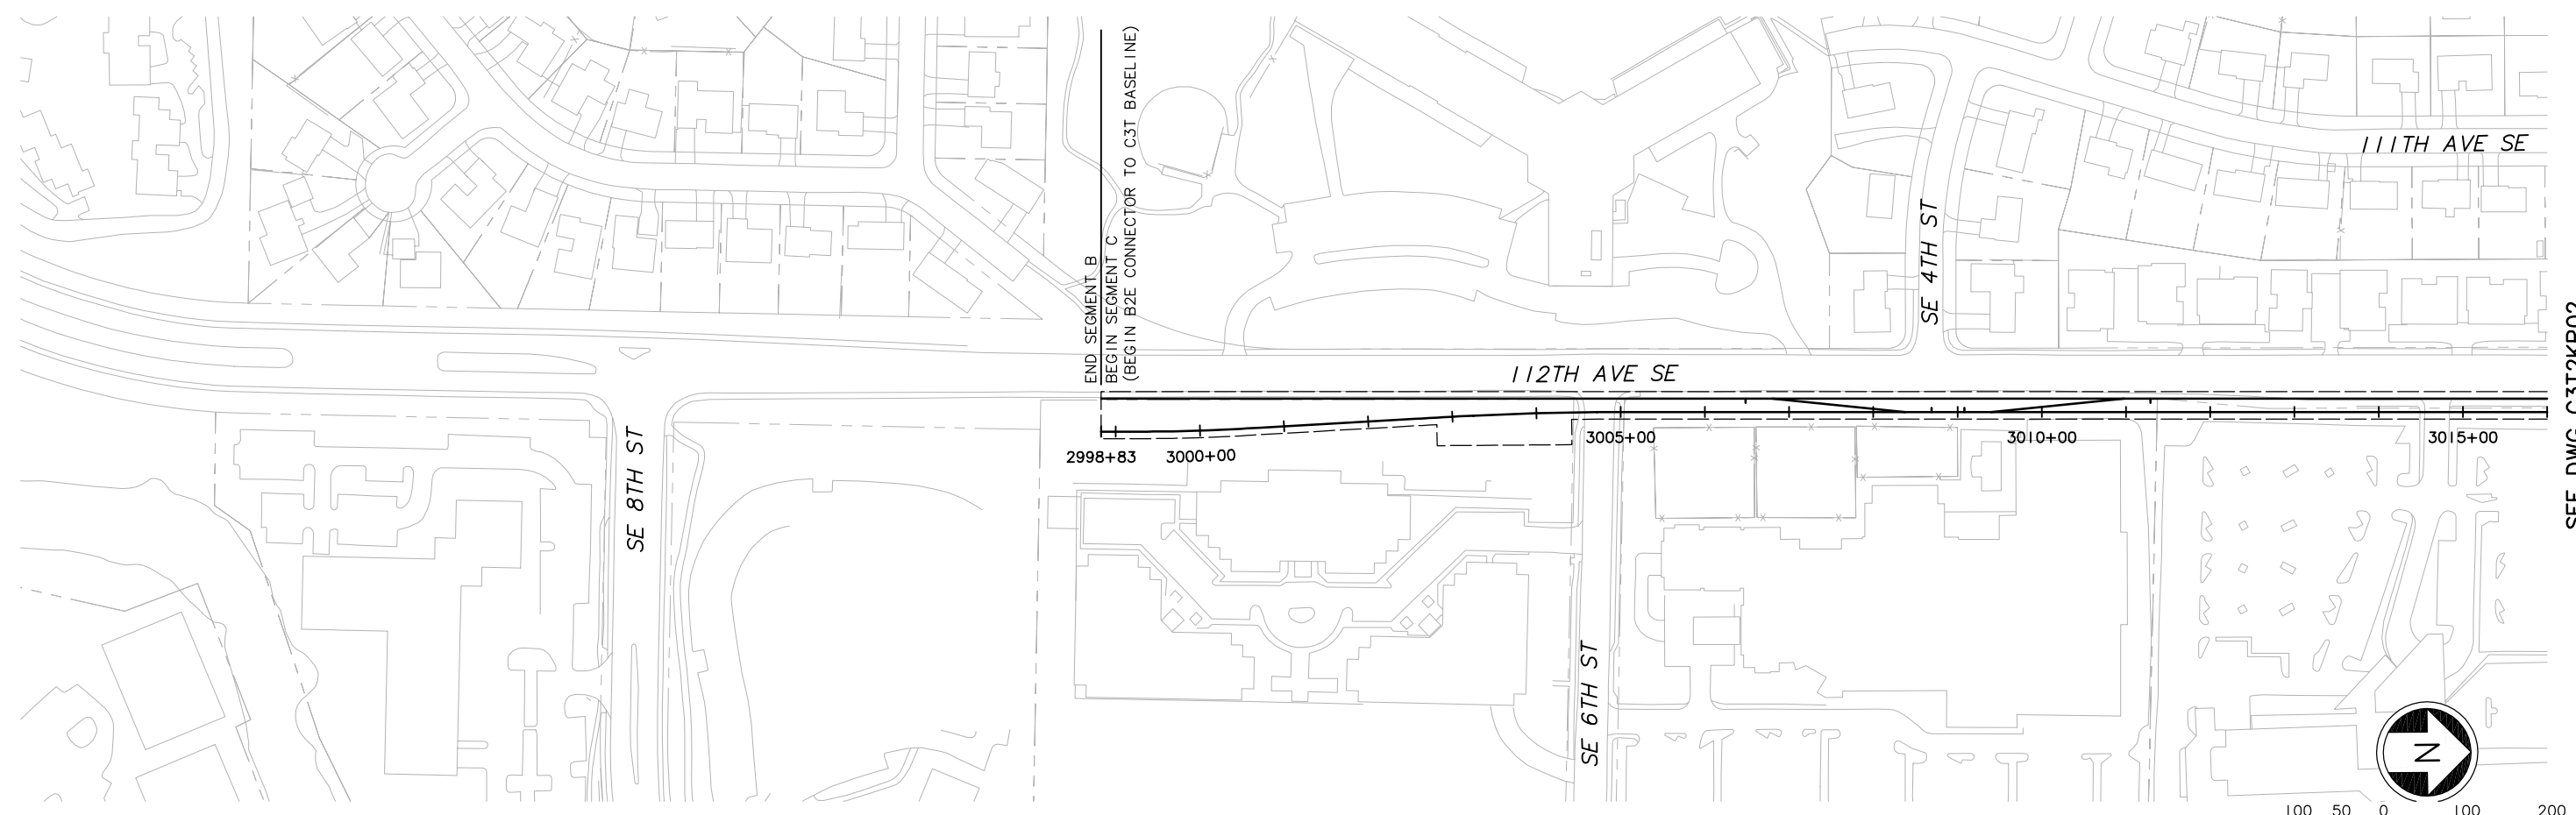 111TH AVE SE
END SEGMENT B
BEGIN SEGMENT C
(BEGIN B2E CONNECTOR TO C3T BASELINE)
SE 4TH ST
112TH AVE SE
2998+83
3000+00
3005+00
3010+00
3015+00
SE 8TH ST
SE 6TH ST
N
100 50 0 100 200